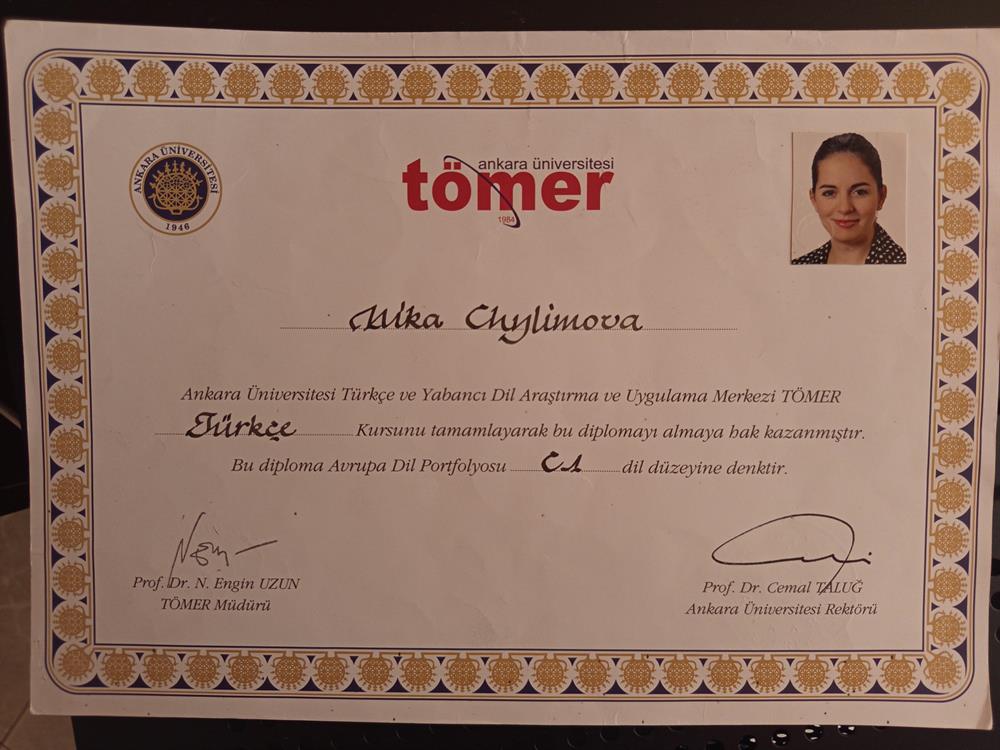 ANKARA ÜNİVERSİTESİ
1946
ankara üniversitesi
tömer
1984
Mika Chylimova
Ankara Üniversitesi Türkçe ve Yabancı Dil Araştırma ve Uygulama Merkezi TÖMER
Türkçe Kursunu tamamlayarak bu diplomayı almaya hak kazanmıştır.
Bu diploma Avrupa Dil Portfolyosu C1 dil düzeyine denktir.
Prof. Dr. N. Engin UZUN
TÖMER Müdürü
Prof. Dr. Cemal TALUĞ
Ankara Üniversitesi Rektörü